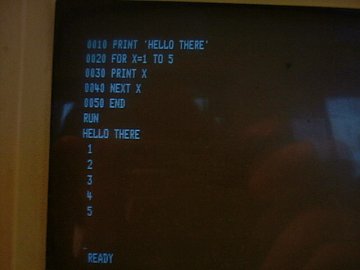 0010 PRINT 'HELLO THERE'
0020 FOR X=1 TO 5
0030 PRINT X
0040 NEXT X
0050 END
RUN
HELLO THERE
1
2
3
4
5
READY